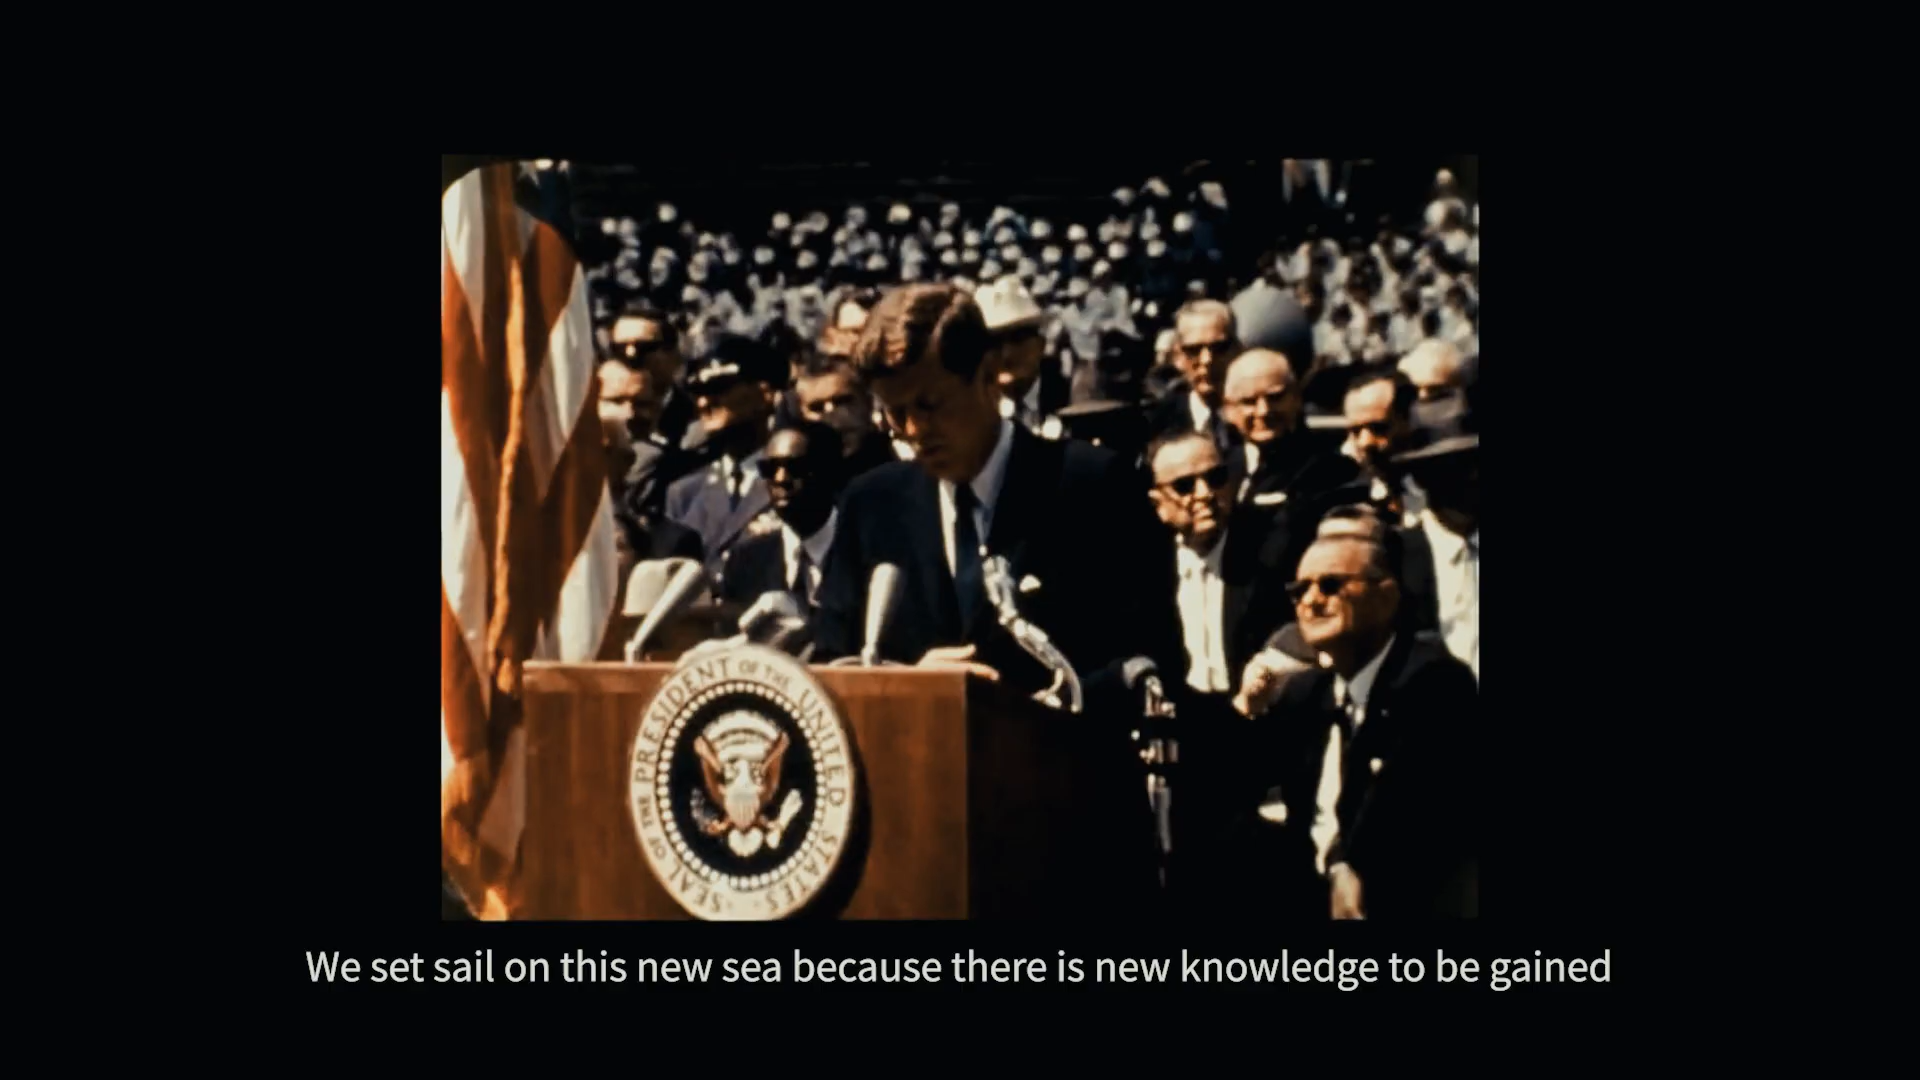 SEAL OF THE PRESIDENT OF THE UNITED STATES
We set sail on this new sea because there is new knowledge to be gained